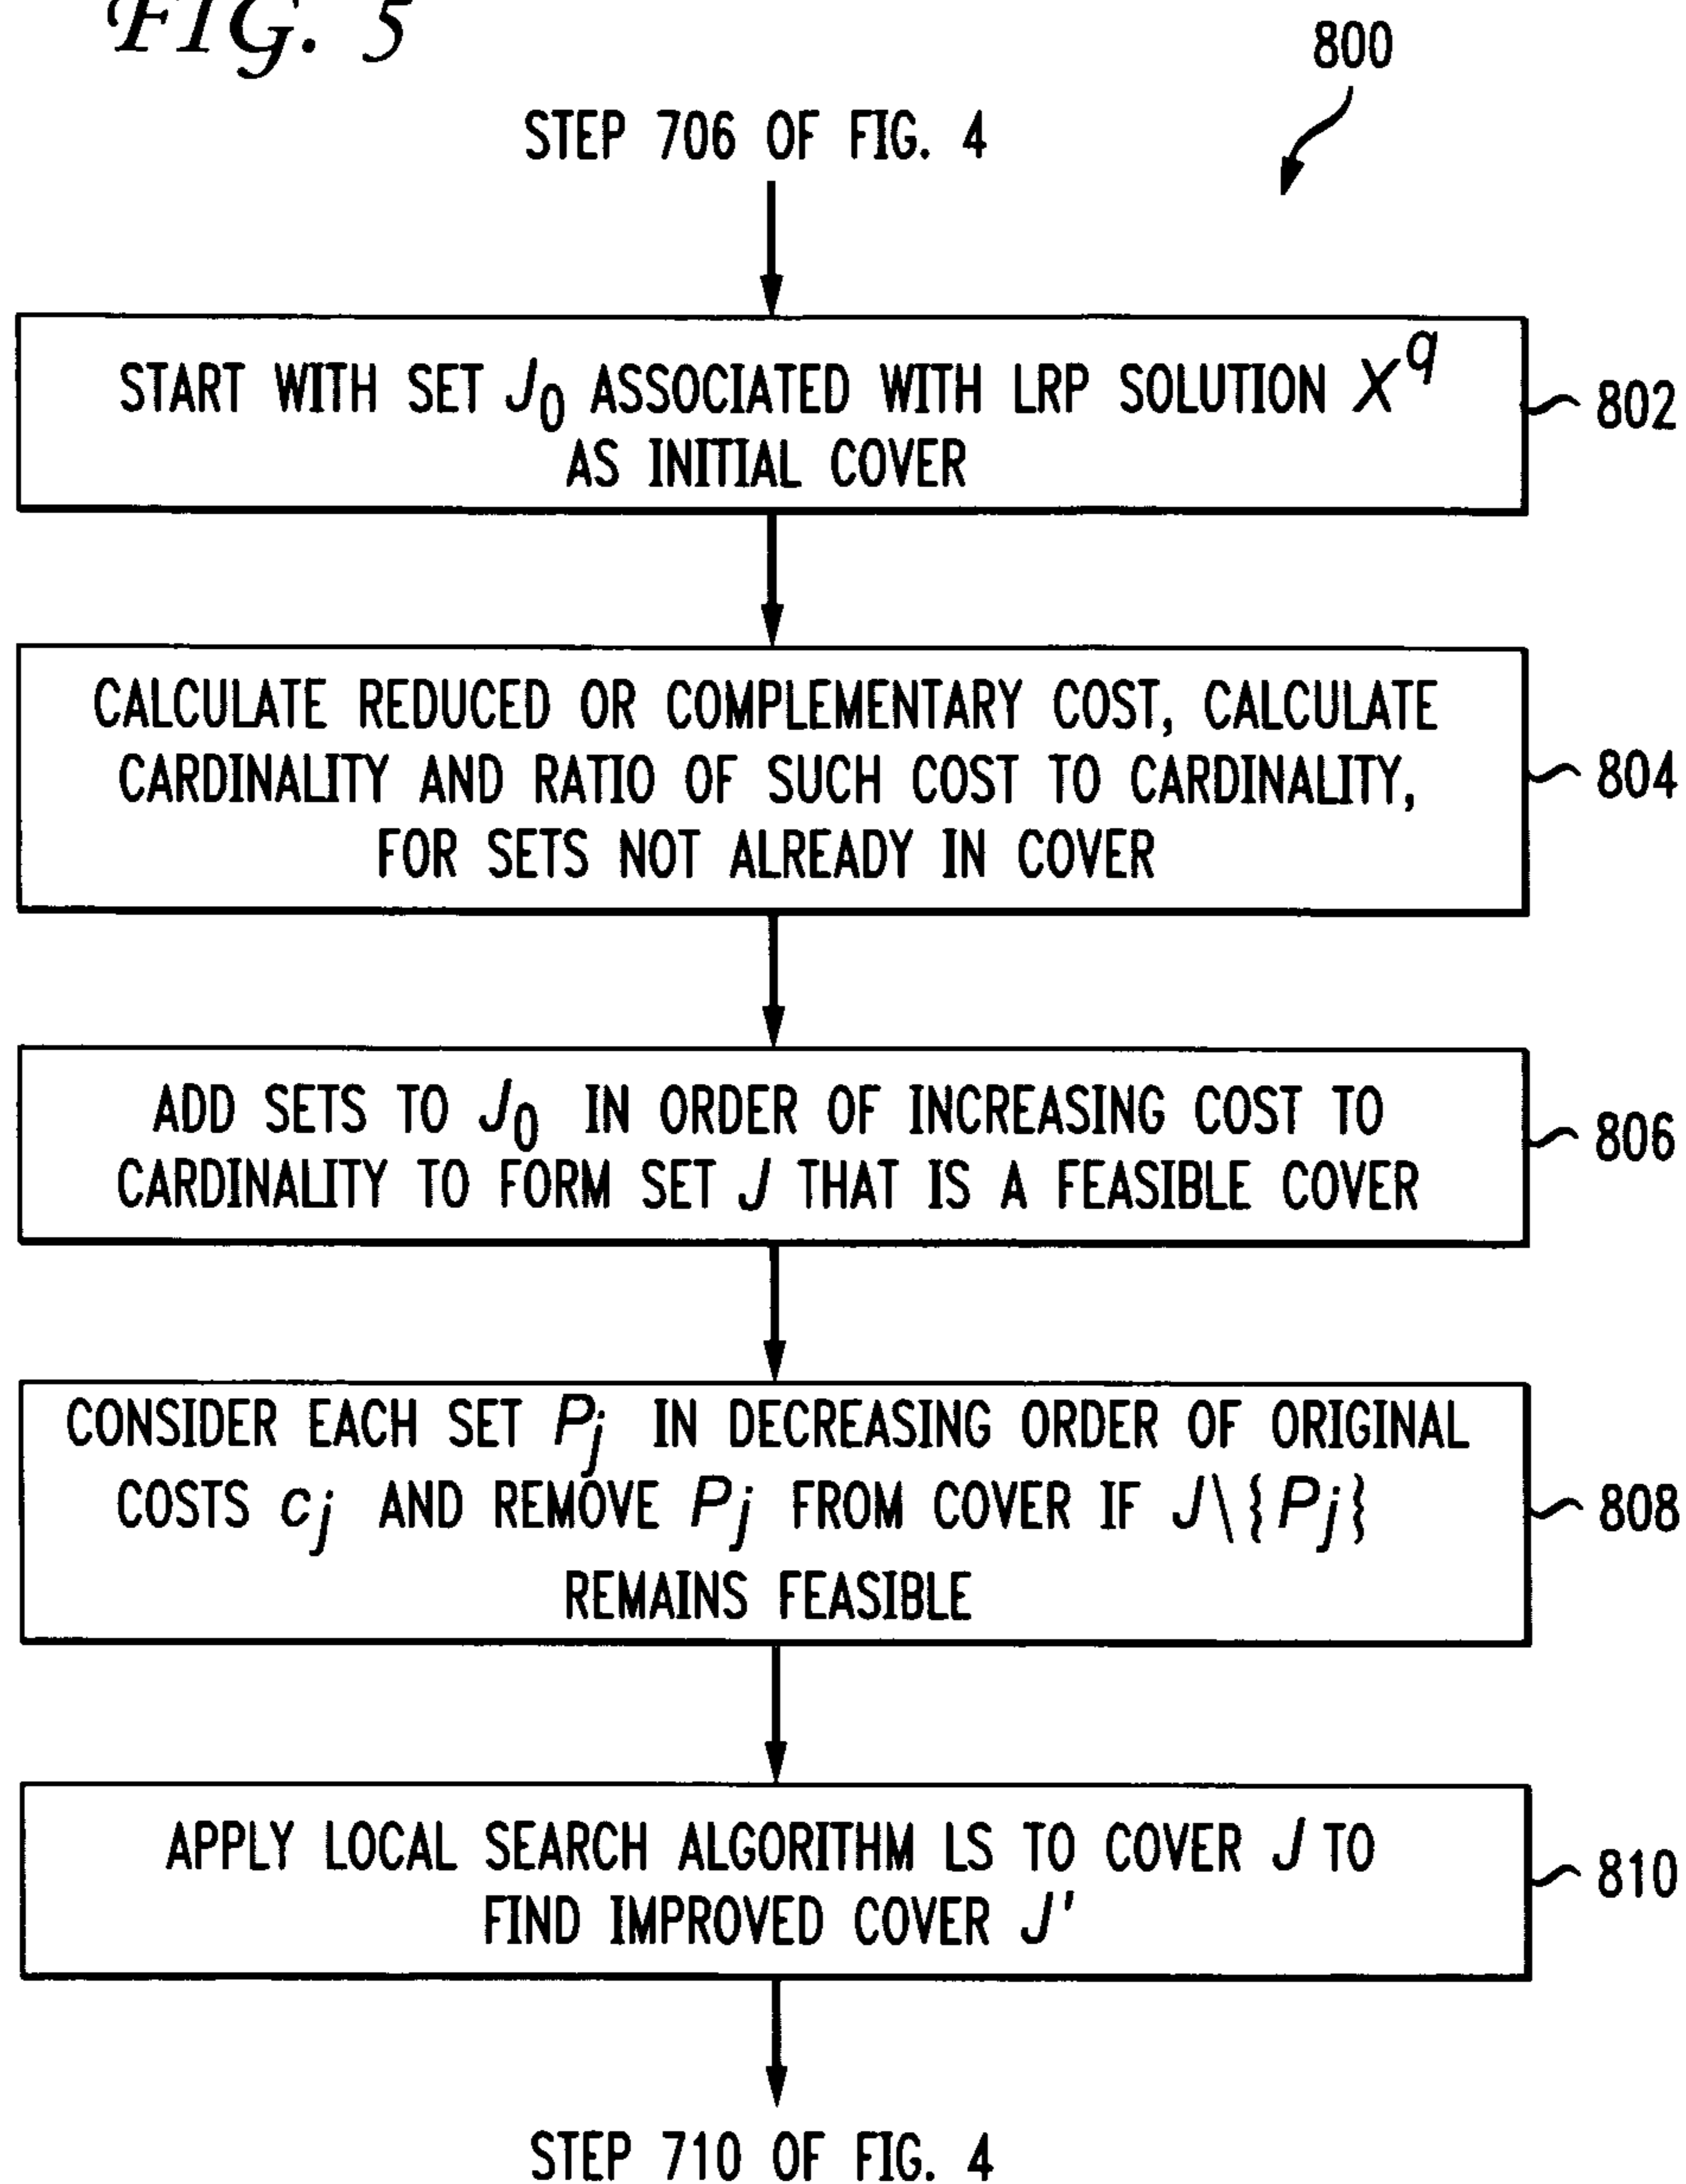 FIG. 5
800
STEP 706 OF FIG. 4
START WITH SET J₀ ASSOCIATED WITH LRP SOLUTION X^q
AS INITIAL COVER
802
CALCULATE REDUCED OR COMPLEMENTARY COST, CALCULATE
CARDINALITY AND RATIO OF SUCH COST TO CARDINALITY,
FOR SETS NOT ALREADY IN COVER
804
ADD SETS TO J₀ IN ORDER OF INCREASING COST TO
CARDINALITY TO FORM SET J THAT IS A FEASIBLE COVER
806
CONSIDER EACH SET Pⱼ IN DECREASING ORDER OF ORIGINAL
COSTS cⱼ AND REMOVE Pⱼ FROM COVER IF J\{Pⱼ}
REMAINS FEASIBLE
808
APPLY LOCAL SEARCH ALGORITHM LS TO COVER J TO
FIND IMPROVED COVER J'
810
STEP 710 OF FIG. 4